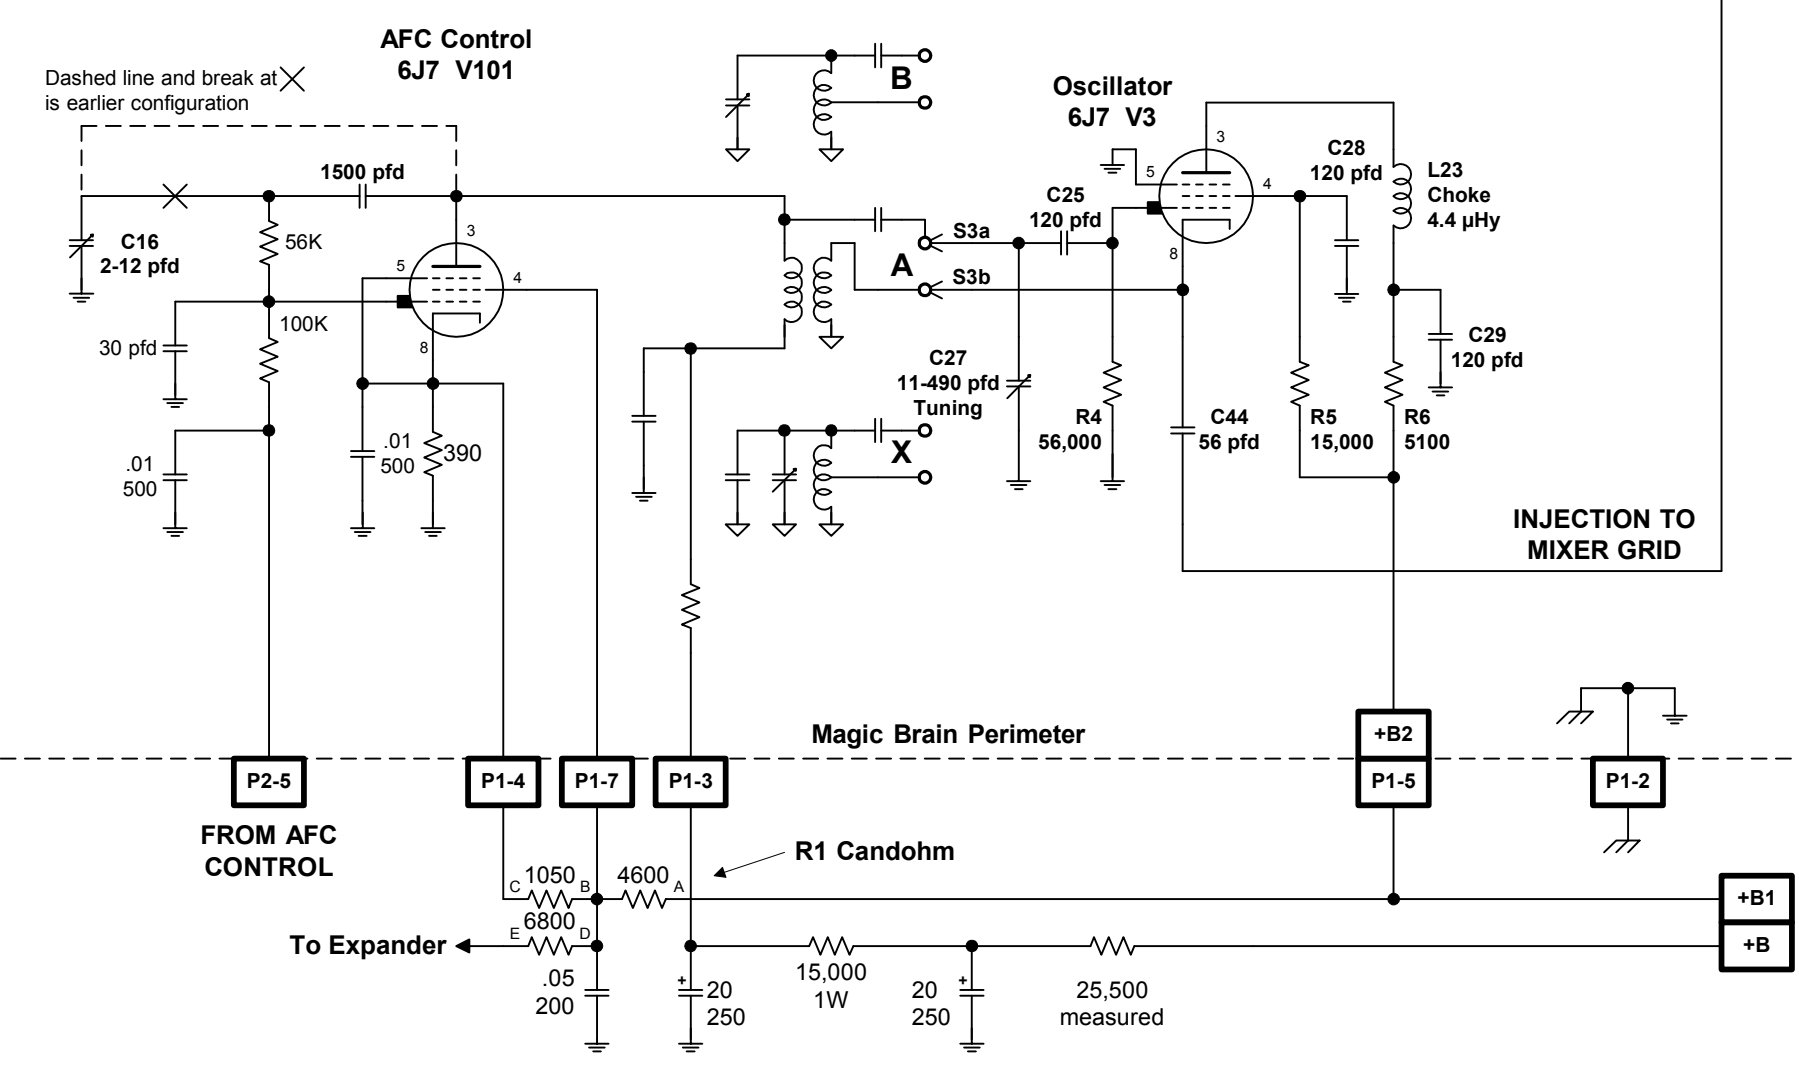 AFC Control
6J7 V101
Dashed line and break at
is earlier configuration
B
Oscillator
6J7 V3
3
5
4
8
C28
120 pfd
L23
Choke
4.4 µHy
1500 pfd
C25
120 pfd
S3a
A
S3b
C16
2-12 pfd
56K
3
5
4
8
100K
30 pfd
C29
120 pfd
C27
11-490 pfd
Tuning
X
R4
56,000
C44
56 pfd
R5
15,000
R6
5100
.01
500
.01
500
390
INJECTION TO
MIXER GRID
Magic Brain Perimeter
+B2
P2-5
P1-4
P1-7
P1-3
P1-5
P1-2
FROM AFC
CONTROL
R1 Candohm
C
1050
B
4600
A
+B1
To Expander
E
6800
D
+B
.05
200
+
20
250
15,000
1W
+
20
250
25,500
measured